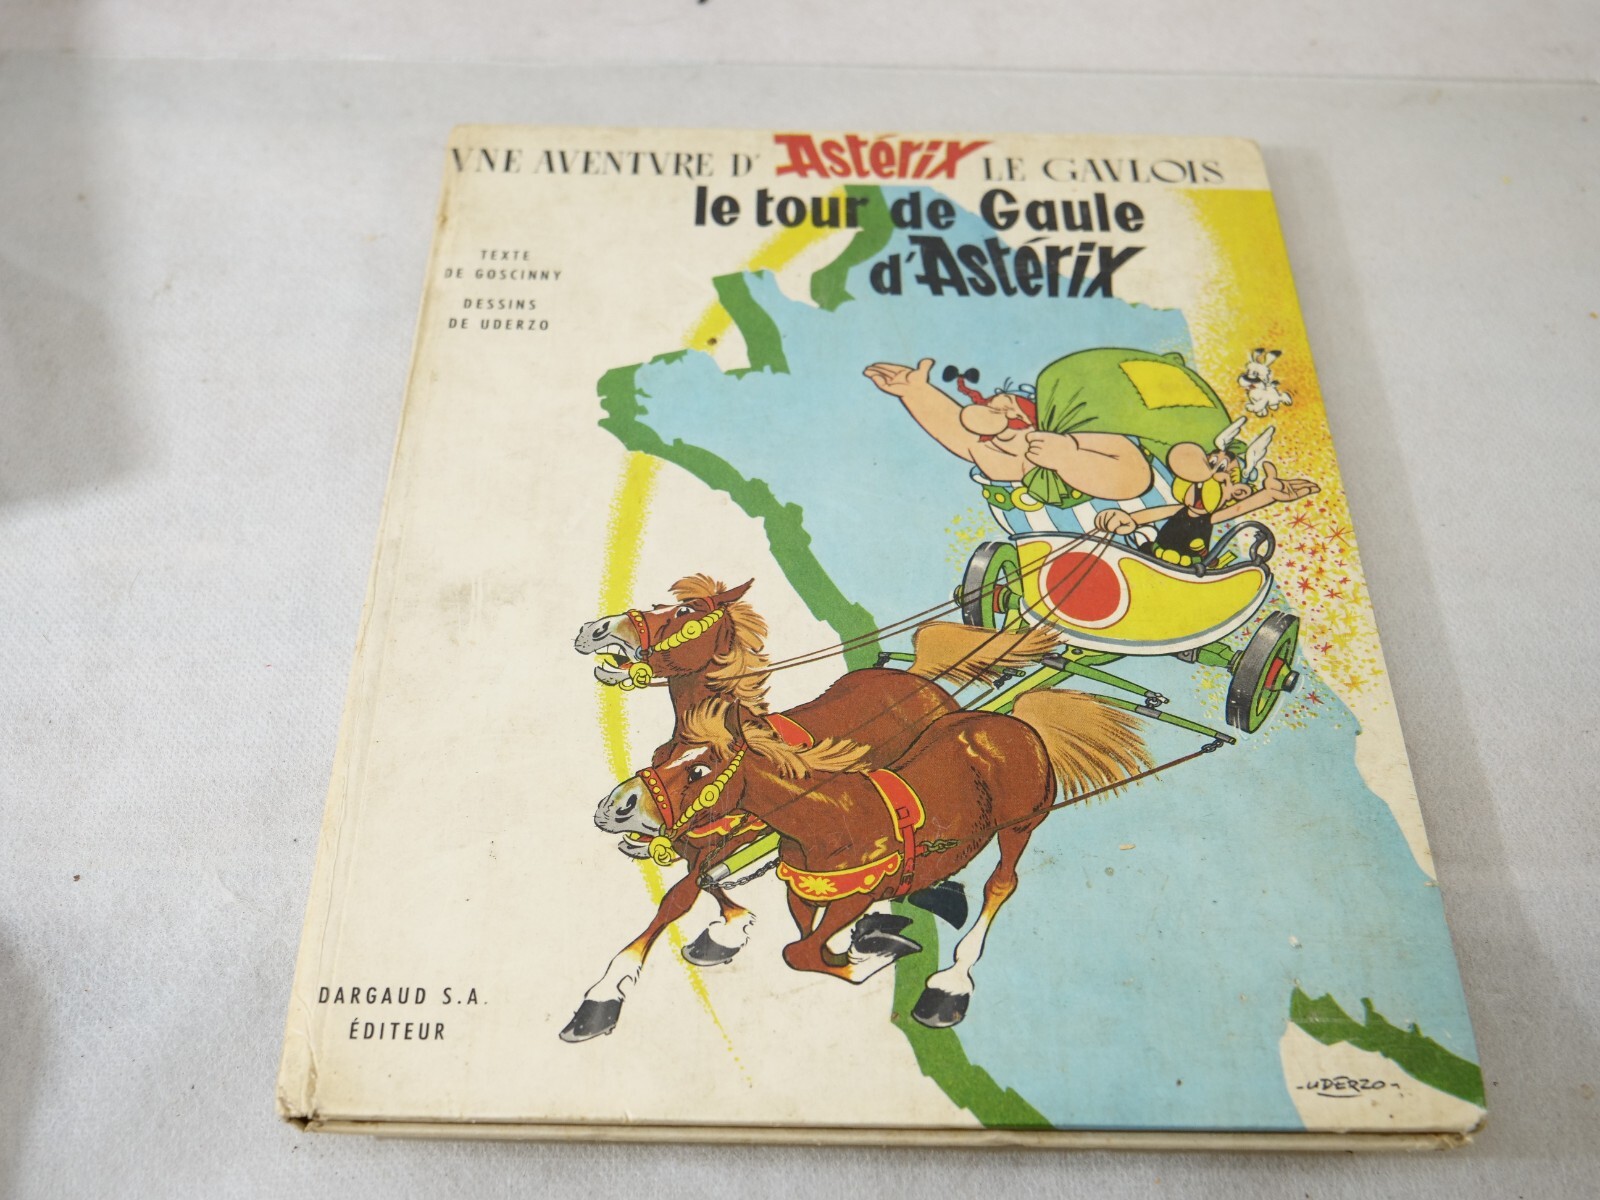 VNE AVENTVRE D' Astérix LE GAVLOIS
le tour de Gaule
d'Astérix
TEXTE
DE GOSCINNY
DESSINS
DE UDERZO
DARGAUD S.A.
ÉDITEUR
-UDERZO-